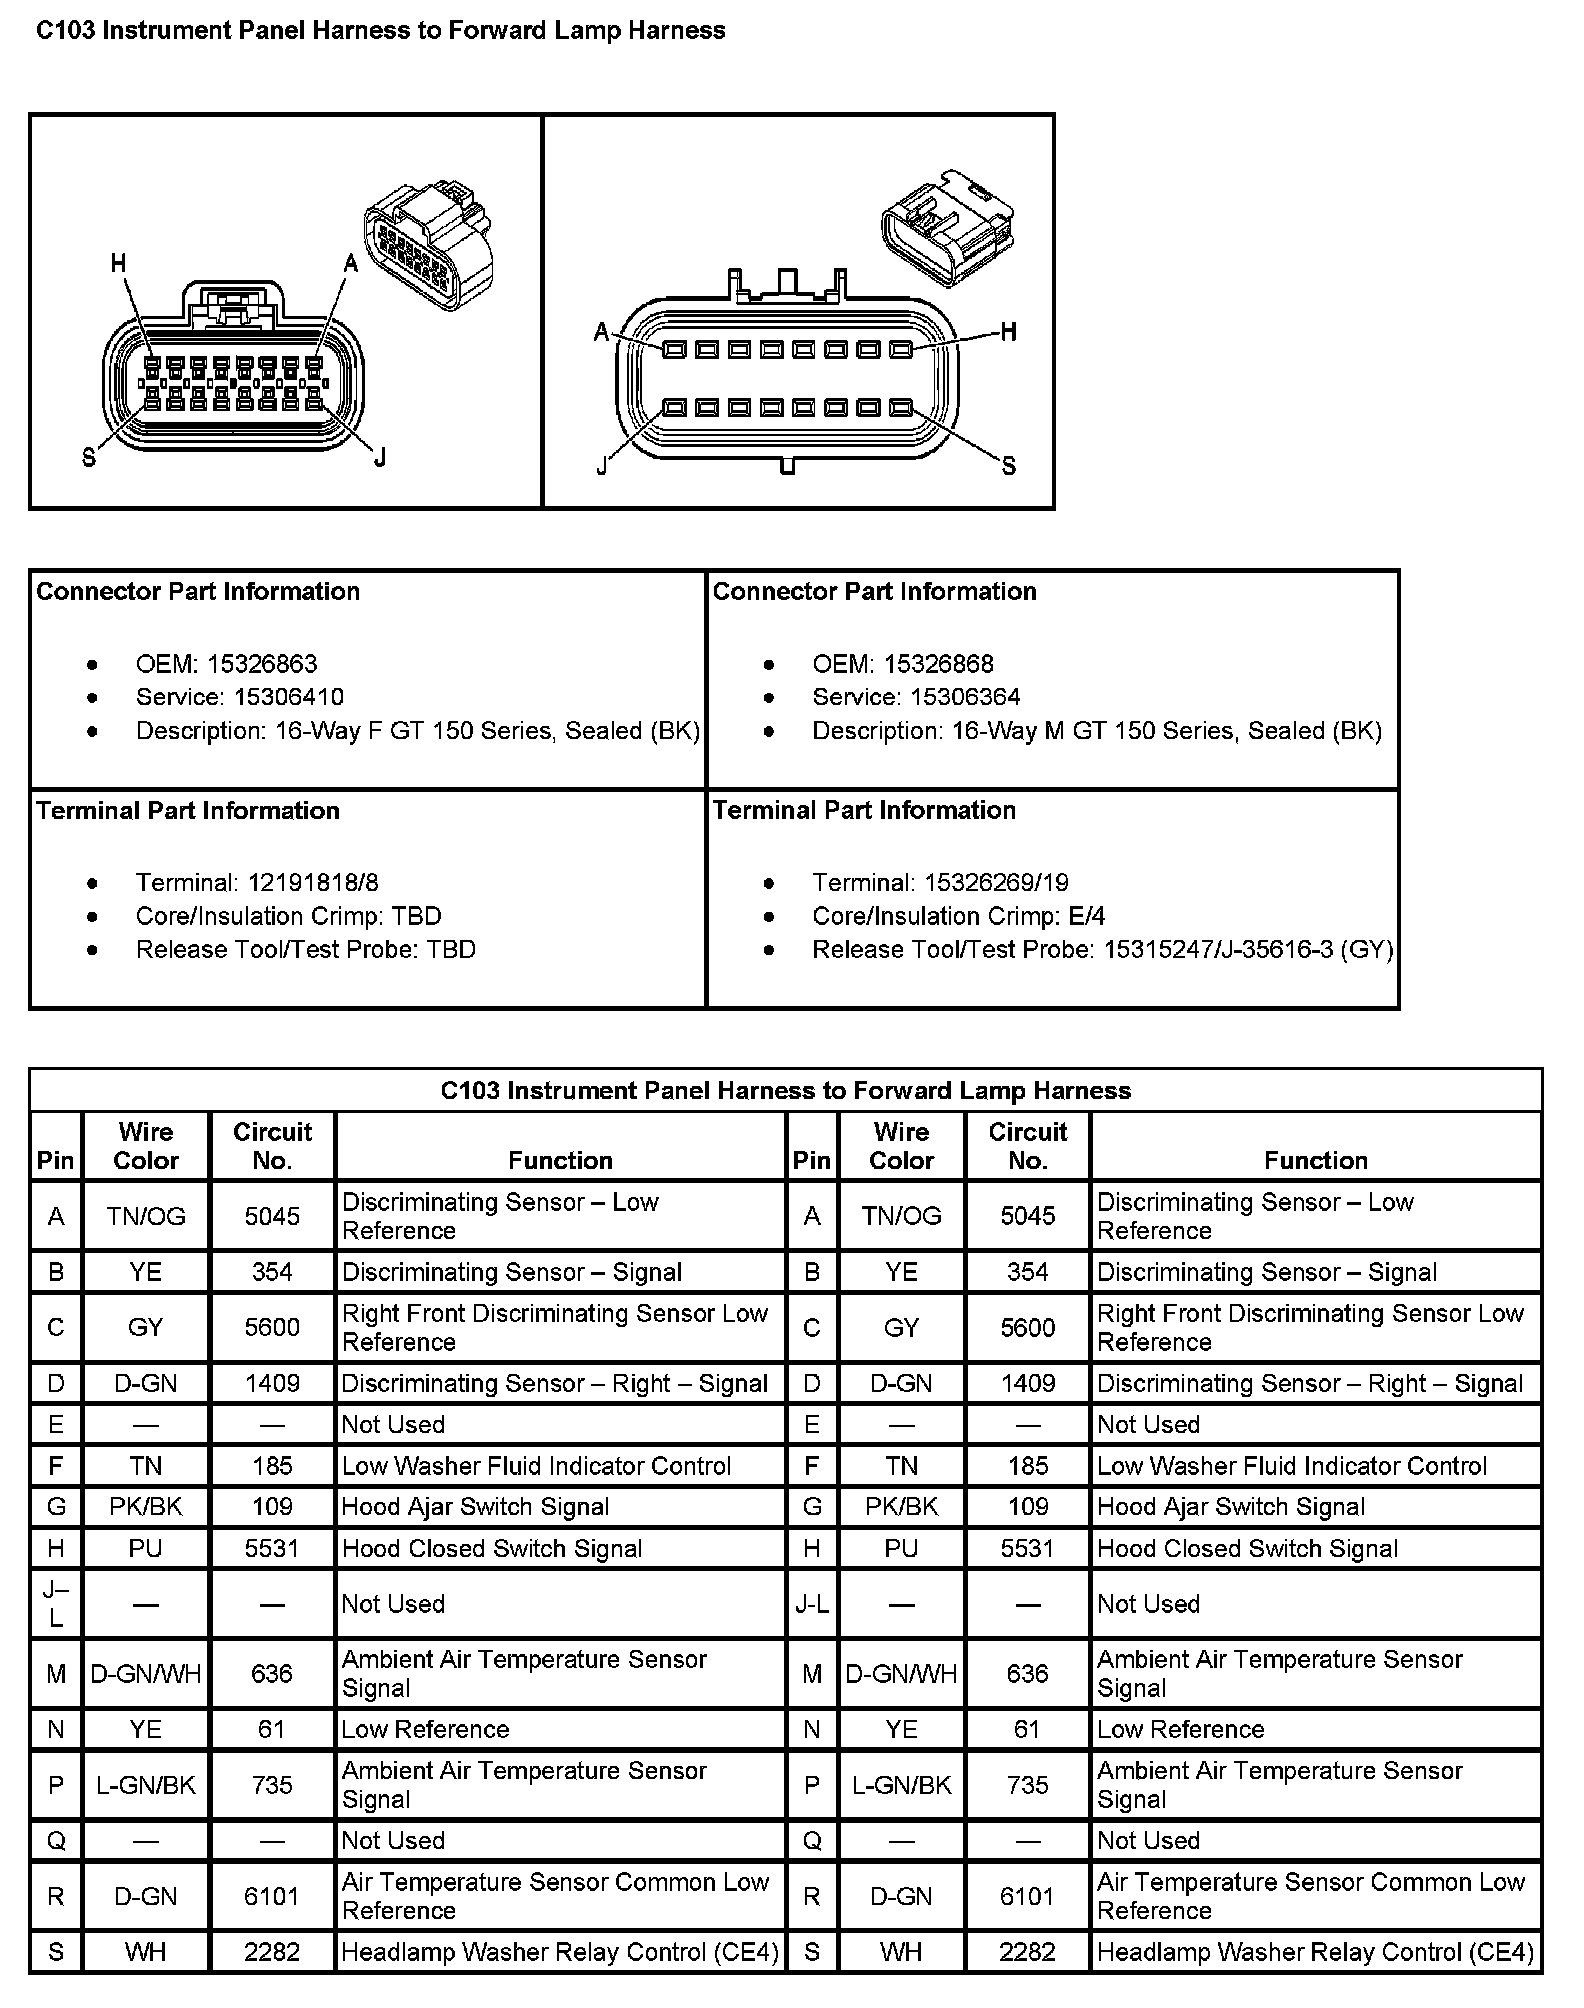 C103 Instrument Panel Harness to Forward Lamp Harness
H
A
S
J
A
H
J
S
Connector Part Information
● OEM: 15326863
● Service: 15306410
● Description: 16-Way F GT 150 Series, Sealed (BK)
Connector Part Information
● OEM: 15326868
● Service: 15306364
● Description: 16-Way M GT 150 Series, Sealed (BK)
Terminal Part Information
● Terminal: 12191818/8
● Core/Insulation Crimp: TBD
● Release Tool/Test Probe: TBD
Terminal Part Information
● Terminal: 15326269/19
● Core/Insulation Crimp: E/4
● Release Tool/Test Probe: 15315247/J-35616-3 (GY)
C103 Instrument Panel Harness to Forward Lamp Harness
Pin Wire Color Circuit No. Function Pin Wire Color Circuit No. Function
A TN/OG 5045 Discriminating Sensor – Low Reference A TN/OG 5045 Discriminating Sensor – Low Reference
B YE 354 Discriminating Sensor – Signal B YE 354 Discriminating Sensor – Signal
C GY 5600 Right Front Discriminating Sensor Low Reference C GY 5600 Right Front Discriminating Sensor Low Reference
D D-GN 1409 Discriminating Sensor – Right – Signal D D-GN 1409 Discriminating Sensor – Right – Signal
E — — Not Used E — — Not Used
F TN 185 Low Washer Fluid Indicator Control F TN 185 Low Washer Fluid Indicator Control
G PK/BK 109 Hood Ajar Switch Signal G PK/BK 109 Hood Ajar Switch Signal
H PU 5531 Hood Closed Switch Signal H PU 5531 Hood Closed Switch Signal
J–L — — Not Used J-L — — Not Used
M D-GN/WH 636 Ambient Air Temperature Sensor Signal M D-GN/WH 636 Ambient Air Temperature Sensor Signal
N YE 61 Low Reference N YE 61 Low Reference
P L-GN/BK 735 Ambient Air Temperature Sensor Signal P L-GN/BK 735 Ambient Air Temperature Sensor Signal
Q — — Not Used Q — — Not Used
R D-GN 6101 Air Temperature Sensor Common Low Reference R D-GN 6101 Air Temperature Sensor Common Low Reference
S WH 2282 Headlamp Washer Relay Control (CE4) S WH 2282 Headlamp Washer Relay Control (CE4)